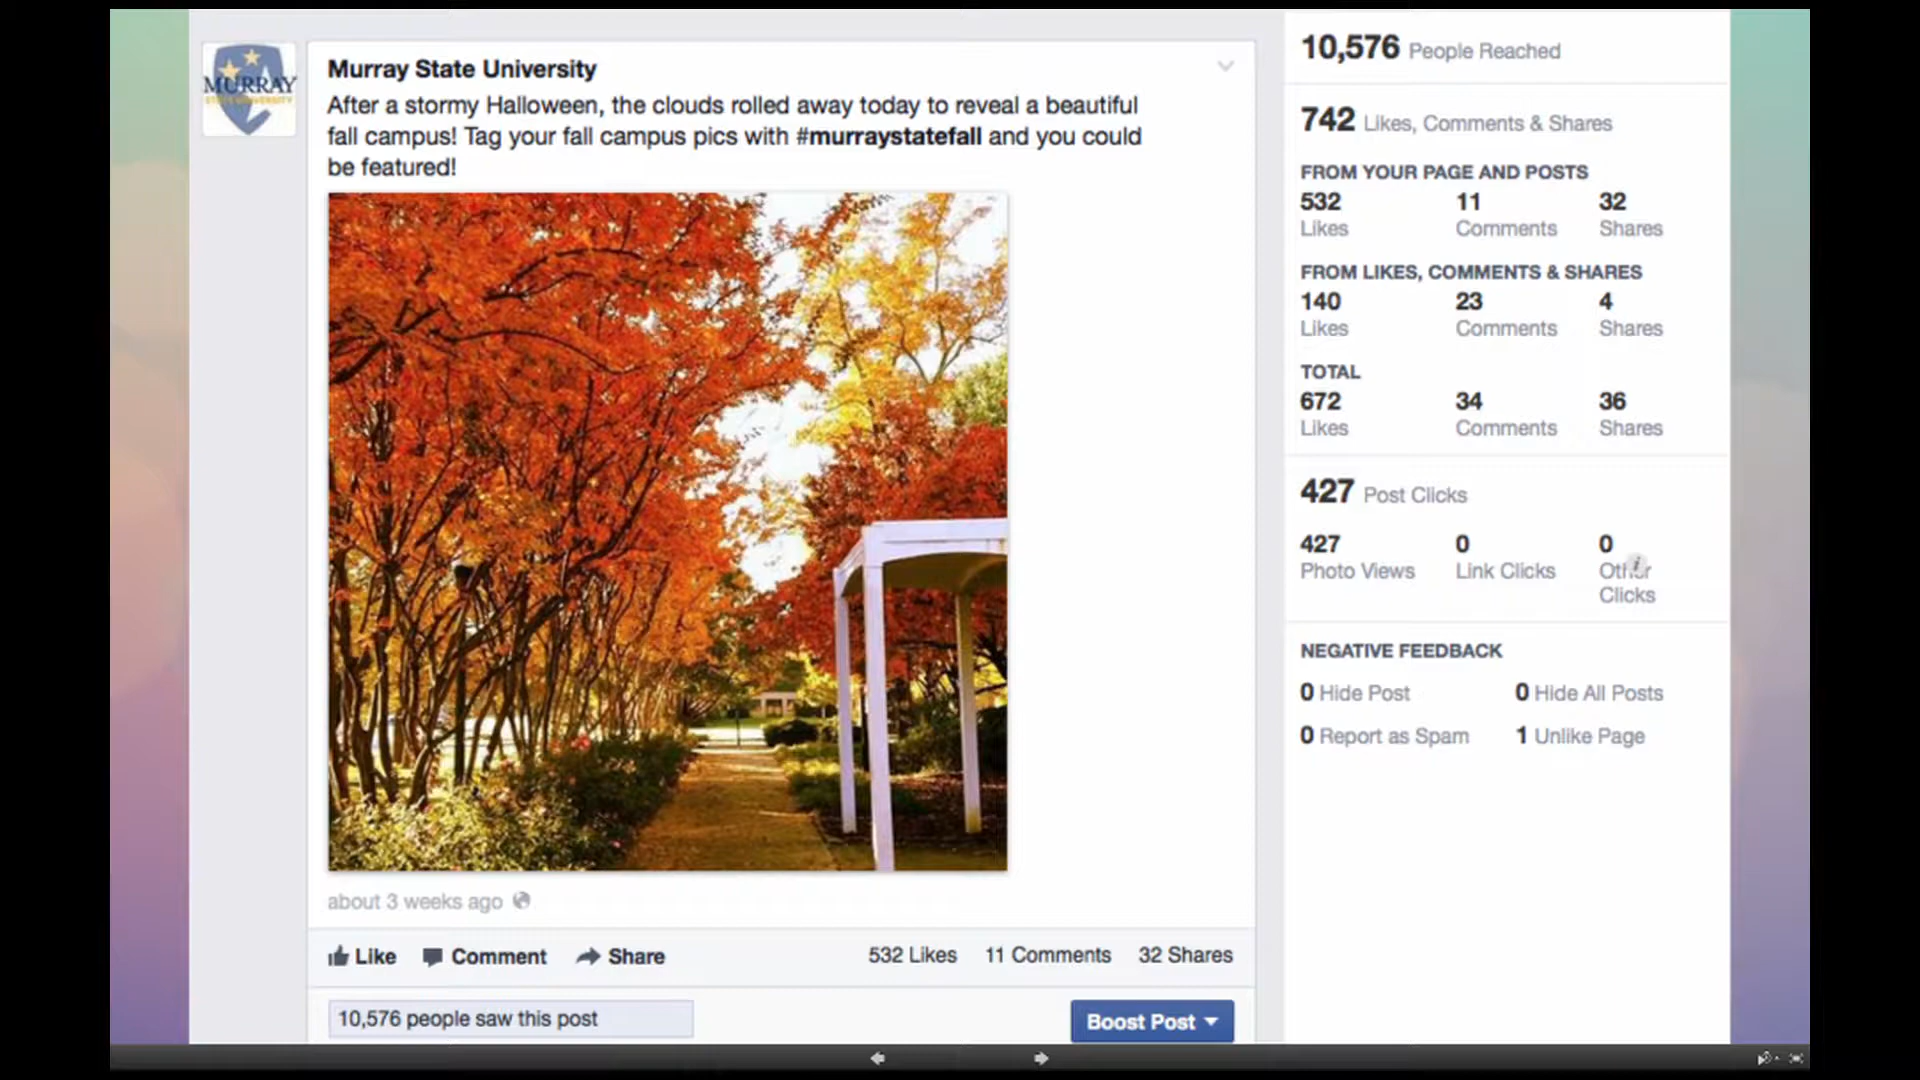 MURRAY
STATE UNIVERSITY
Murray State University
After a stormy Halloween, the clouds rolled away today to reveal a beautiful
fall campus! Tag your fall campus pics with #murraystatefall and you could
be featured!
about 3 weeks ago
Like Comment Share 532 Likes 11 Comments 32 Shares
10,576 people saw this post
Boost Post
10,576 People Reached
742 Likes, Comments & Shares
FROM YOUR PAGE AND POSTS
532 11 32
Likes Comments Shares
FROM LIKES, COMMENTS & SHARES
140 23 4
Likes Comments Shares
TOTAL
672 34 36
Likes Comments Shares
427 Post Clicks
427 0 0
Photo Views Link Clicks Other
Clicks
NEGATIVE FEEDBACK
0 Hide Post 0 Hide All Posts
0 Report as Spam 1 Unlike Page